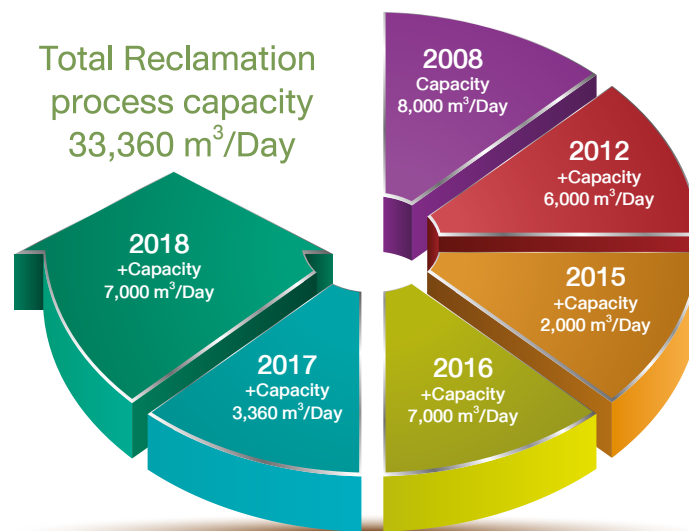 Total Reclamation
process capacity
33,360 m³/Day
2008
Capacity
8,000 m³/Day
2012
+Capacity
6,000 m³/Day
2015
+Capacity
2,000 m³/Day
2016
+Capacity
7,000 m³/Day
2017
+Capacity
3,360 m³/Day
2018
+Capacity
7,000 m³/Day